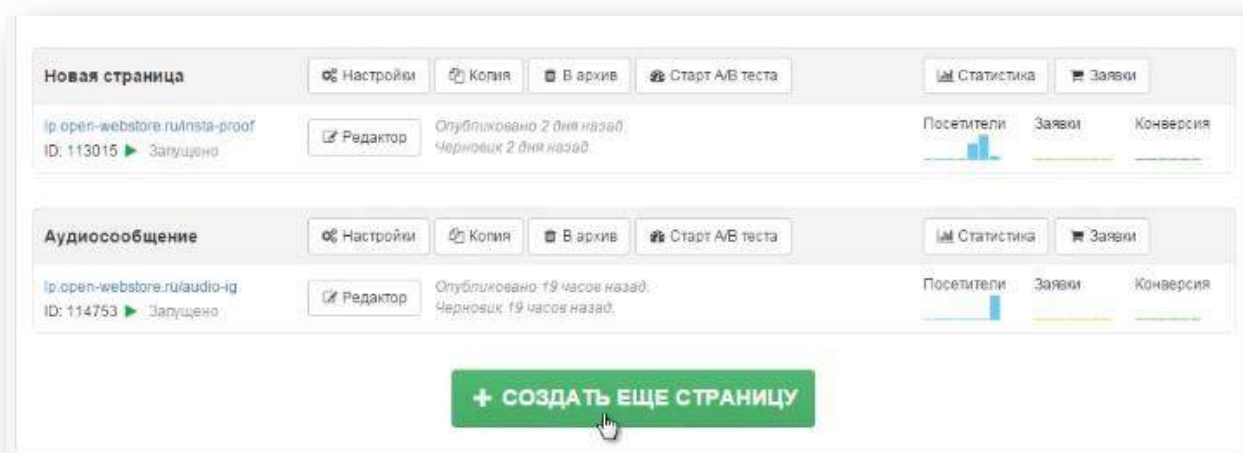 Новая страница
Настройки Копия В архив Старт A/B теста Статистика Заявки
lp.open-webstore.ru/insta-proof
ID: 113015 Запущено
Редактор
Опубликовано 2 дня назад.
Черновик 2 дня назад.
Посетители Заявки Конверсия
Аудиосообщение
Настройки Копия В архив Старт A/B теста Статистика Заявки
lp.open-webstore.ru/audio-ig
ID: 114753 Запущено
Редактор
Опубликовано 19 часов назад.
Черновик 19 часов назад.
Посетители Заявки Конверсия
+ СОЗДАТЬ ЕЩЕ СТРАНИЦУ